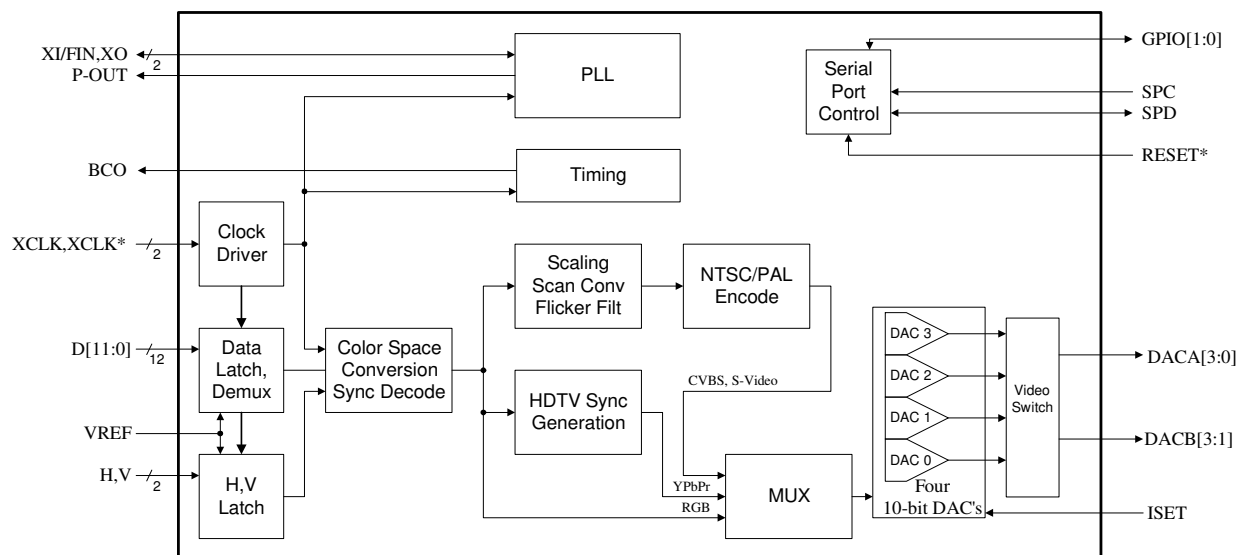 XI/FIN,XO
2
P-OUT
PLL
GPIO[1:0]
Serial
Port
Control
SPC
SPD
RESET*
BCO
Timing
XCLK,XCLK*
2
Clock
Driver
Scaling
Scan Conv
Flicker Filt
NTSC/PAL
Encode
D[11:0]
12
Data
Latch,
Demux
Color Space
Conversion
Sync Decode
DAC 3
DAC 2
DAC 1
DAC 0
Four
10-bit DAC's
Video
Switch
DACA[3:0]
DACB[3:1]
CVBS, S-Video
HDTV Sync
Generation
VREF
H,V
2
H,V
Latch
YPbPr
RGB
MUX
ISET